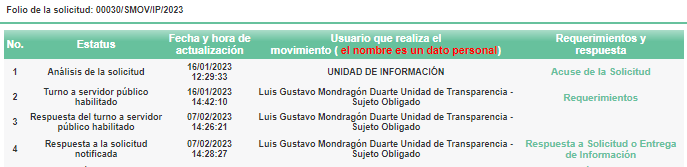 Folio de la solicitud: 00030/SMOV/IP/2023
No. Estatus Fecha y hora de actualización Usuario que realiza el movimiento ( el nombre es un dato personal) Requerimientos y respuesta
1 Análisis de la solicitud 16/01/2023 12:29:33 UNIDAD DE INFORMACIÓN Acuse de la Solicitud
2 Turno a servidor público habilitado 16/01/2023 14:42:10 Luis Gustavo Mondragón Duarte Unidad de Transparencia - Sujeto Obligado Requerimientos
3 Respuesta del turno a servidor público habilitado 07/02/2023 14:26:21 Luis Gustavo Mondragón Duarte Unidad de Transparencia - Sujeto Obligado
4 Respuesta a la solicitud notificada 07/02/2023 14:28:27 Luis Gustavo Mondragón Duarte Unidad de Transparencia - Sujeto Obligado Respuesta a Solicitud o Entrega de Información